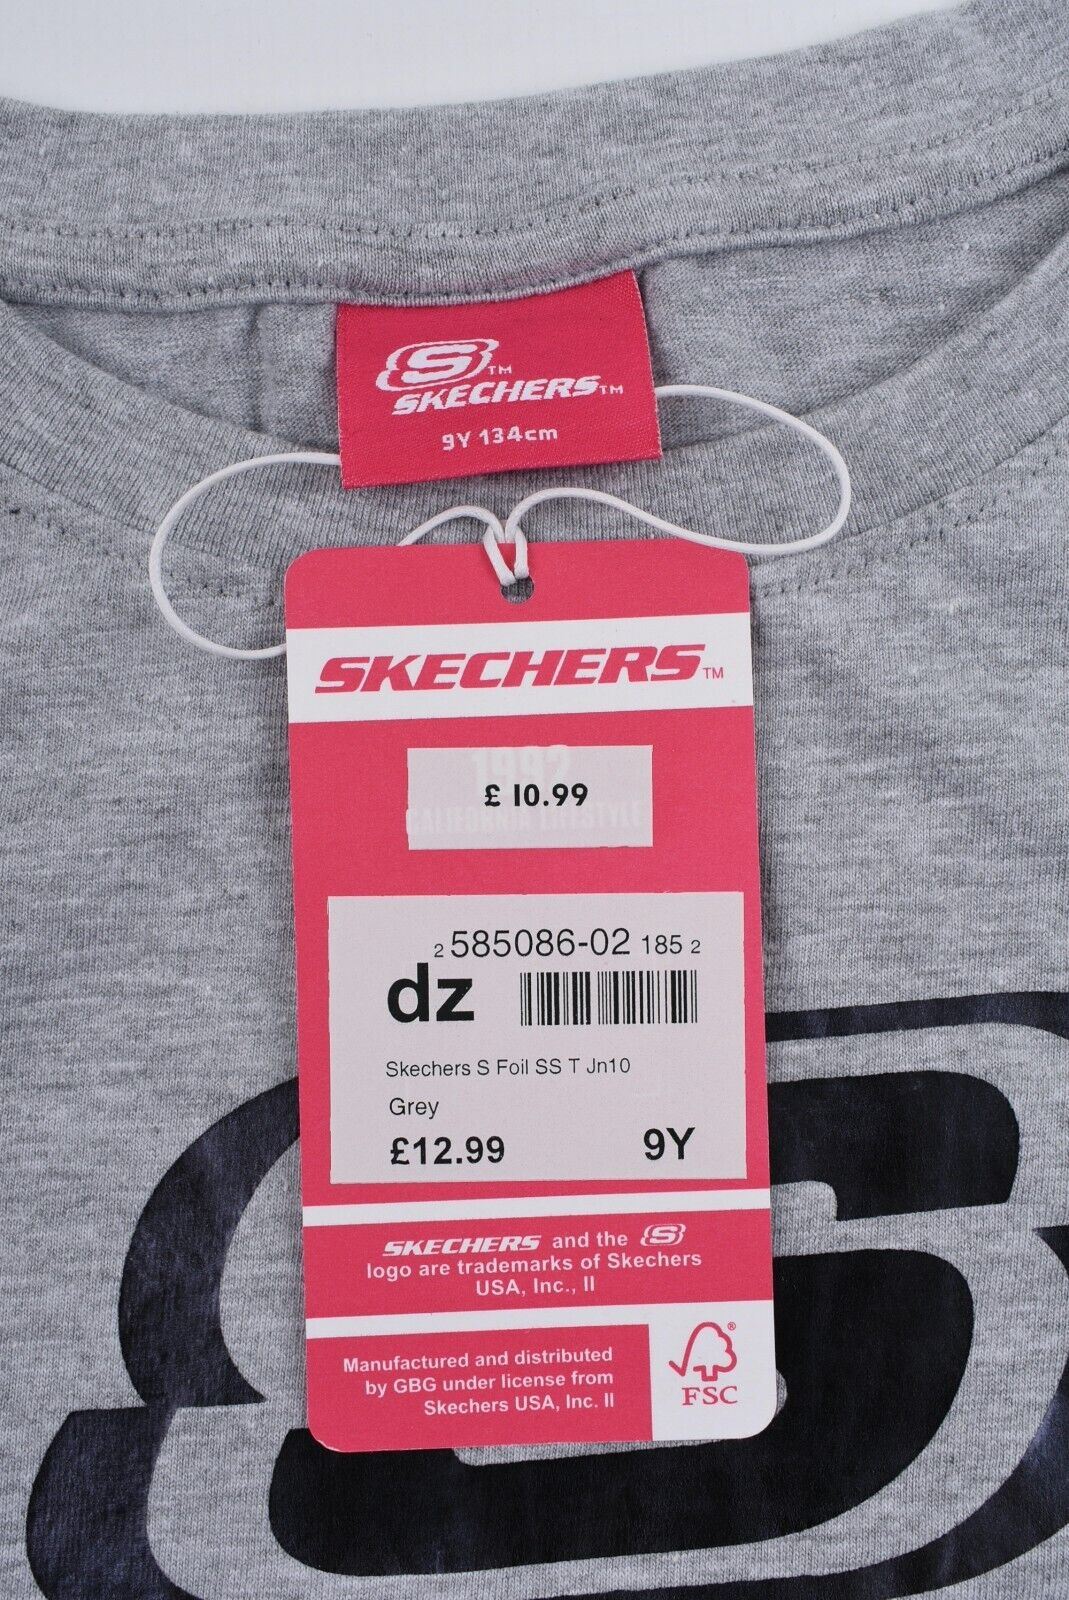 S™
SKECHERS™
9Y 134cm
SKECHERS™
1992
£ 10.99
CALIFORNIA LIFESTYLE
2 585086-02 185 2
dz
Skechers S Foil SS T Jn10
Grey
£12.99 9Y
SKECHERS and the S
logo are trademarks of Skechers
USA, Inc., II
Manufactured and distributed
by GBG under license from
Skechers USA, Inc. II
®
FSC